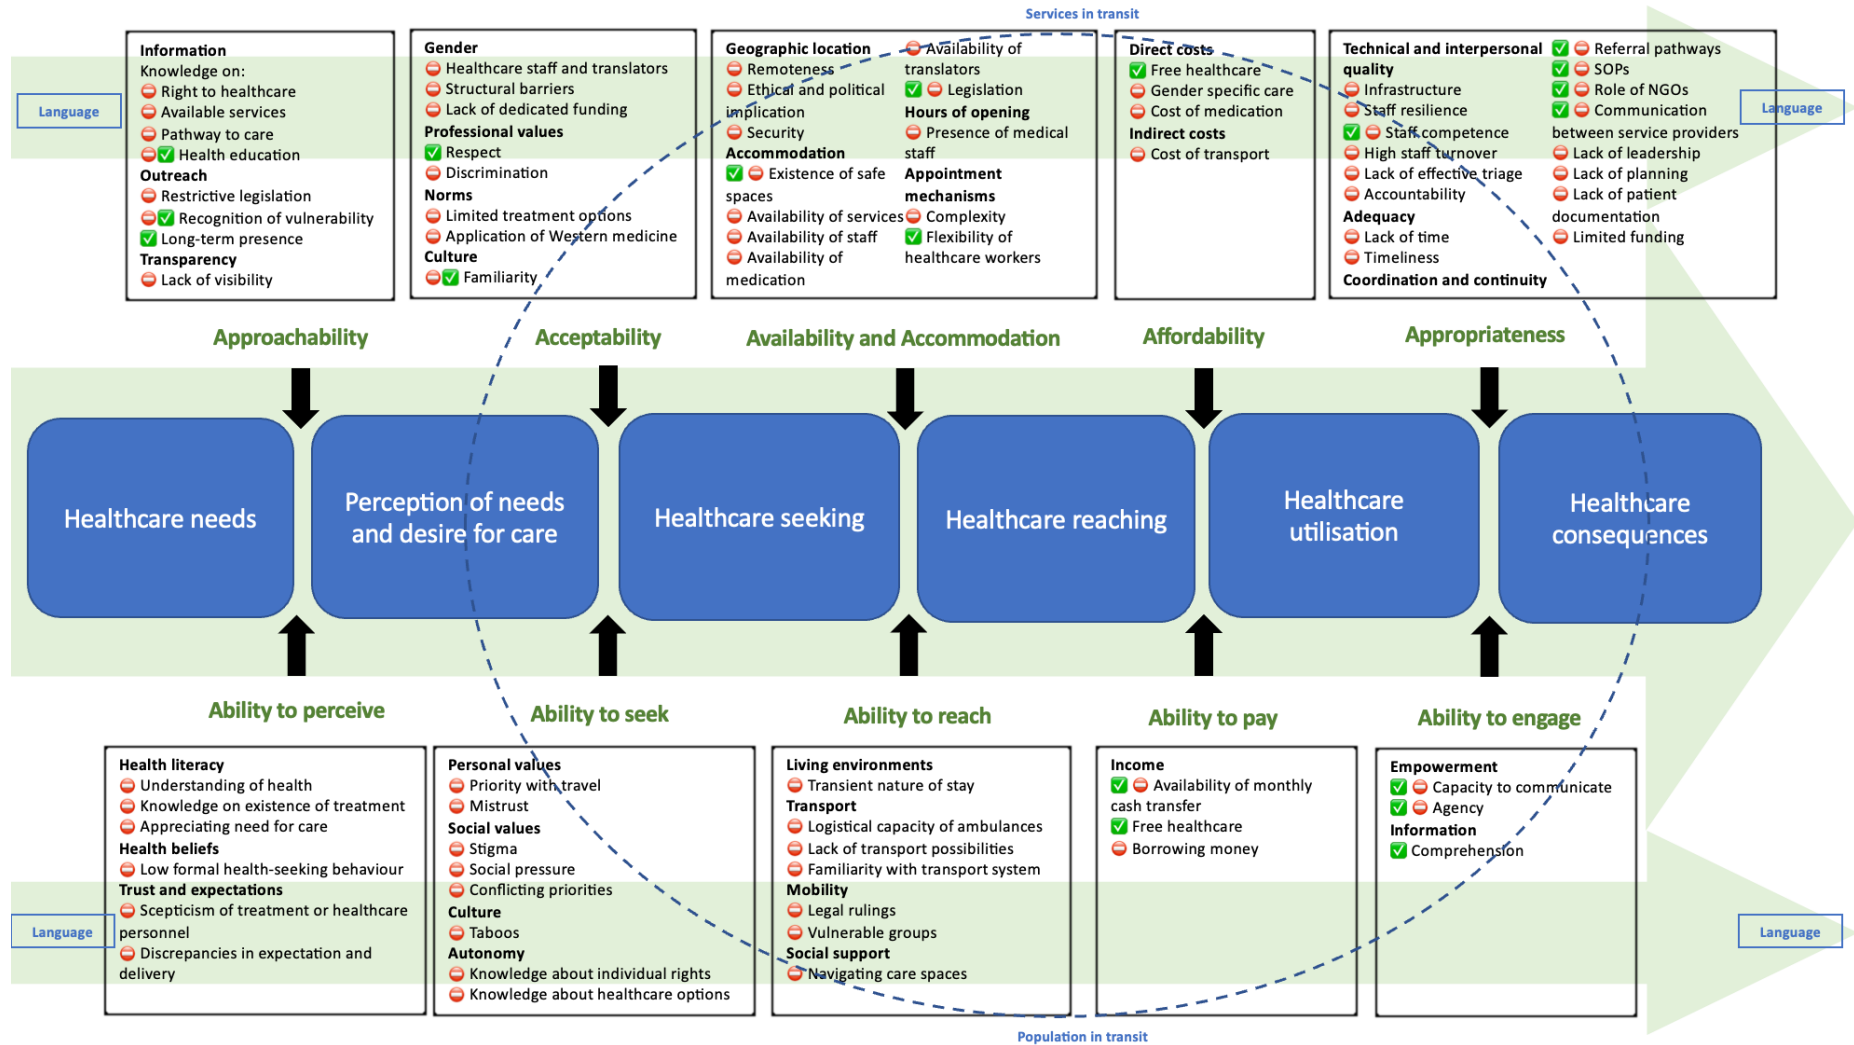 Services in transit
Language
Information
Knowledge on:
Right to healthcare
Available services
Pathway to care
Health education
Outreach
Restrictive legislation
Recognition of vulnerability
Long-term presence
Transparency
Lack of visibility
Gender
Healthcare staff and translators
Structural barriers
Lack of dedicated funding
Professional values
Respect
Discrimination
Norms
Limited treatment options
Application of Western medicine
Culture
Familiarity
Geographic location
Remoteness
Ethical and political
implication
Security
Accommodation
Existence of safe
spaces
Availability of services
Availability of staff
Availability of
medication
Availability of
translators
Legislation
Hours of opening
Presence of medical
staff
Appointment
mechanisms
Complexity
Flexibility of
healthcare workers
Direct costs
Free healthcare
Gender specific care
Cost of medication
Indirect costs
Cost of transport
Technical and interpersonal
quality
Infrastructure
Staff resilience
Staff competence
High staff turnover
Lack of effective triage
Accountability
Adequacy
Lack of time
Timeliness
Coordination and continuity
Referral pathways
SOPs
Role of NGOs
Communication
between service providers
Lack of leadership
Lack of planning
Lack of patient
documentation
Limited funding
Language
Approachability
Acceptability
Availability and Accommodation
Affordability
Appropriateness
Healthcare needs
Perception of needs
and desire for care
Healthcare seeking
Healthcare reaching
Healthcare
utilisation
Healthcare
consequences
Ability to perceive
Ability to seek
Ability to reach
Ability to pay
Ability to engage
Language
Health literacy
Understanding of health
Knowledge on existence of treatment
Appreciating need for care
Health beliefs
Low formal health-seeking behaviour
Trust and expectations
Scepticism of treatment or healthcare
personnel
Discrepancies in expectation and
delivery
Personal values
Priority with travel
Mistrust
Social values
Stigma
Social pressure
Conflicting priorities
Culture
Taboos
Autonomy
Knowledge about individual rights
Knowledge about healthcare options
Living environments
Transient nature of stay
Transport
Logistical capacity of ambulances
Lack of transport possibilities
Familiarity with transport system
Mobility
Legal rulings
Vulnerable groups
Social support
Navigating care spaces
Income
Availability of monthly
cash transfer
Free healthcare
Borrowing money
Empowerment
Capacity to communicate
Agency
Information
Comprehension
Language
Population in transit